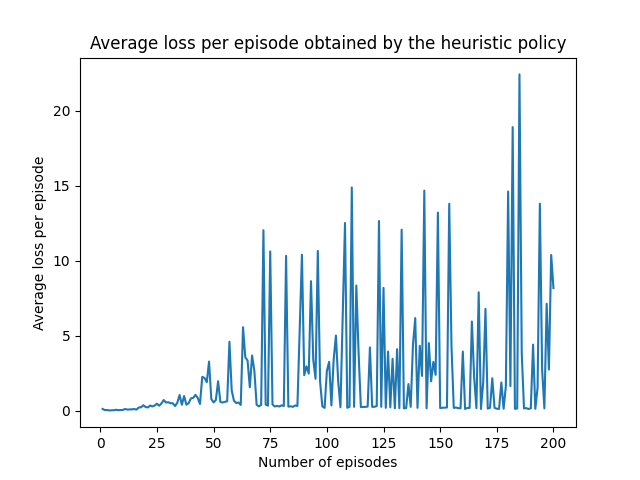 Average loss per episode obtained by the heuristic policy
Average loss per episode
20
15
10
5
0
0 25 50 75 100 125 150 175 200
Number of episodes